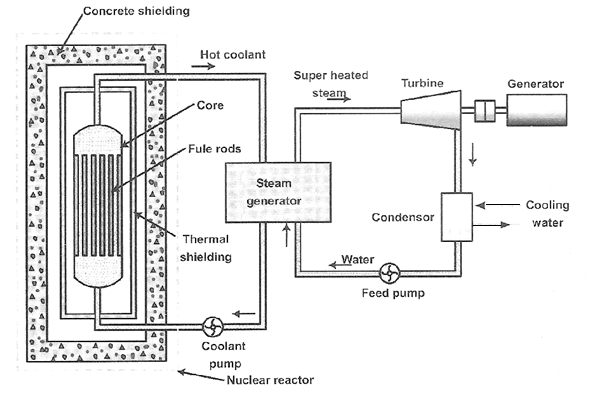 Concrete shielding
Hot coolant
Super heated
steam
Turbine
Generator
Core
Fule rods
Steam
generator
Condensor
Cooling
water
Thermal
shielding
Water
Feed pump
Coolant
pump
Nuclear reactor